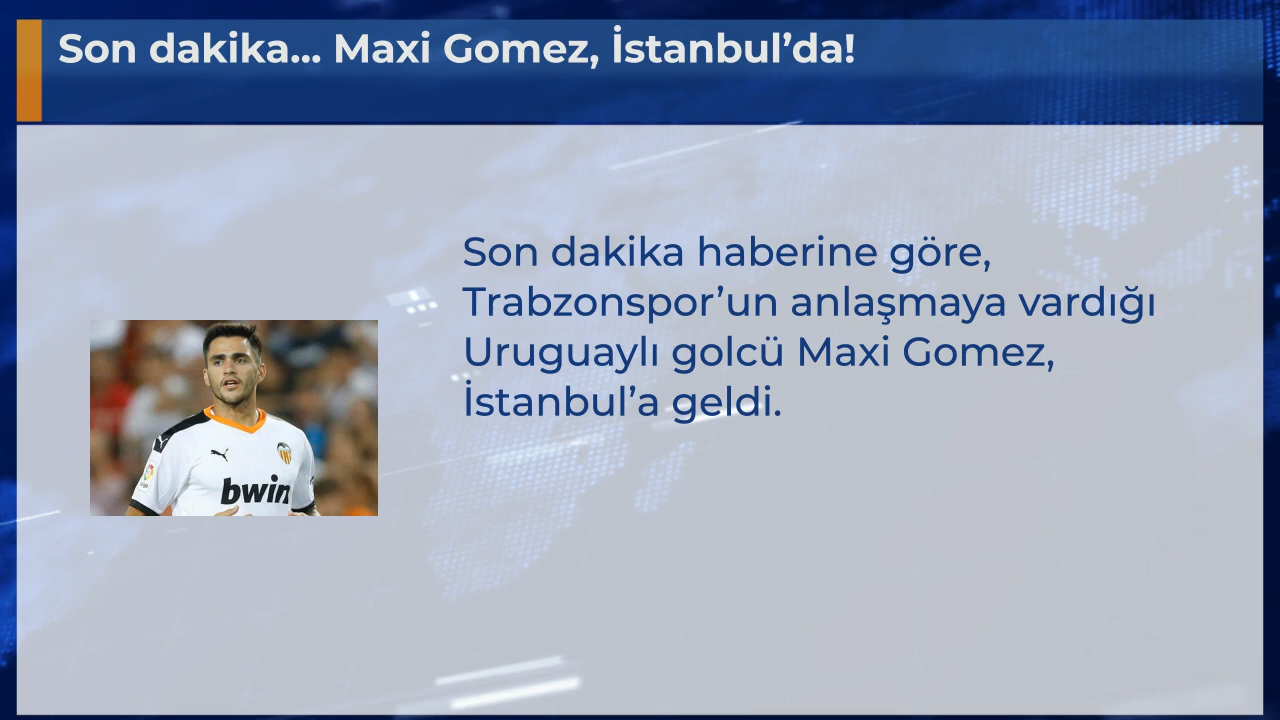 Son dakika... Maxi Gomez, İstanbul’da!
Son dakika haberine göre,
Trabzonspor’un anlaşmaya vardığı
Uruguaylı golcü Maxi Gomez,
İstanbul’a geldi.
bwin